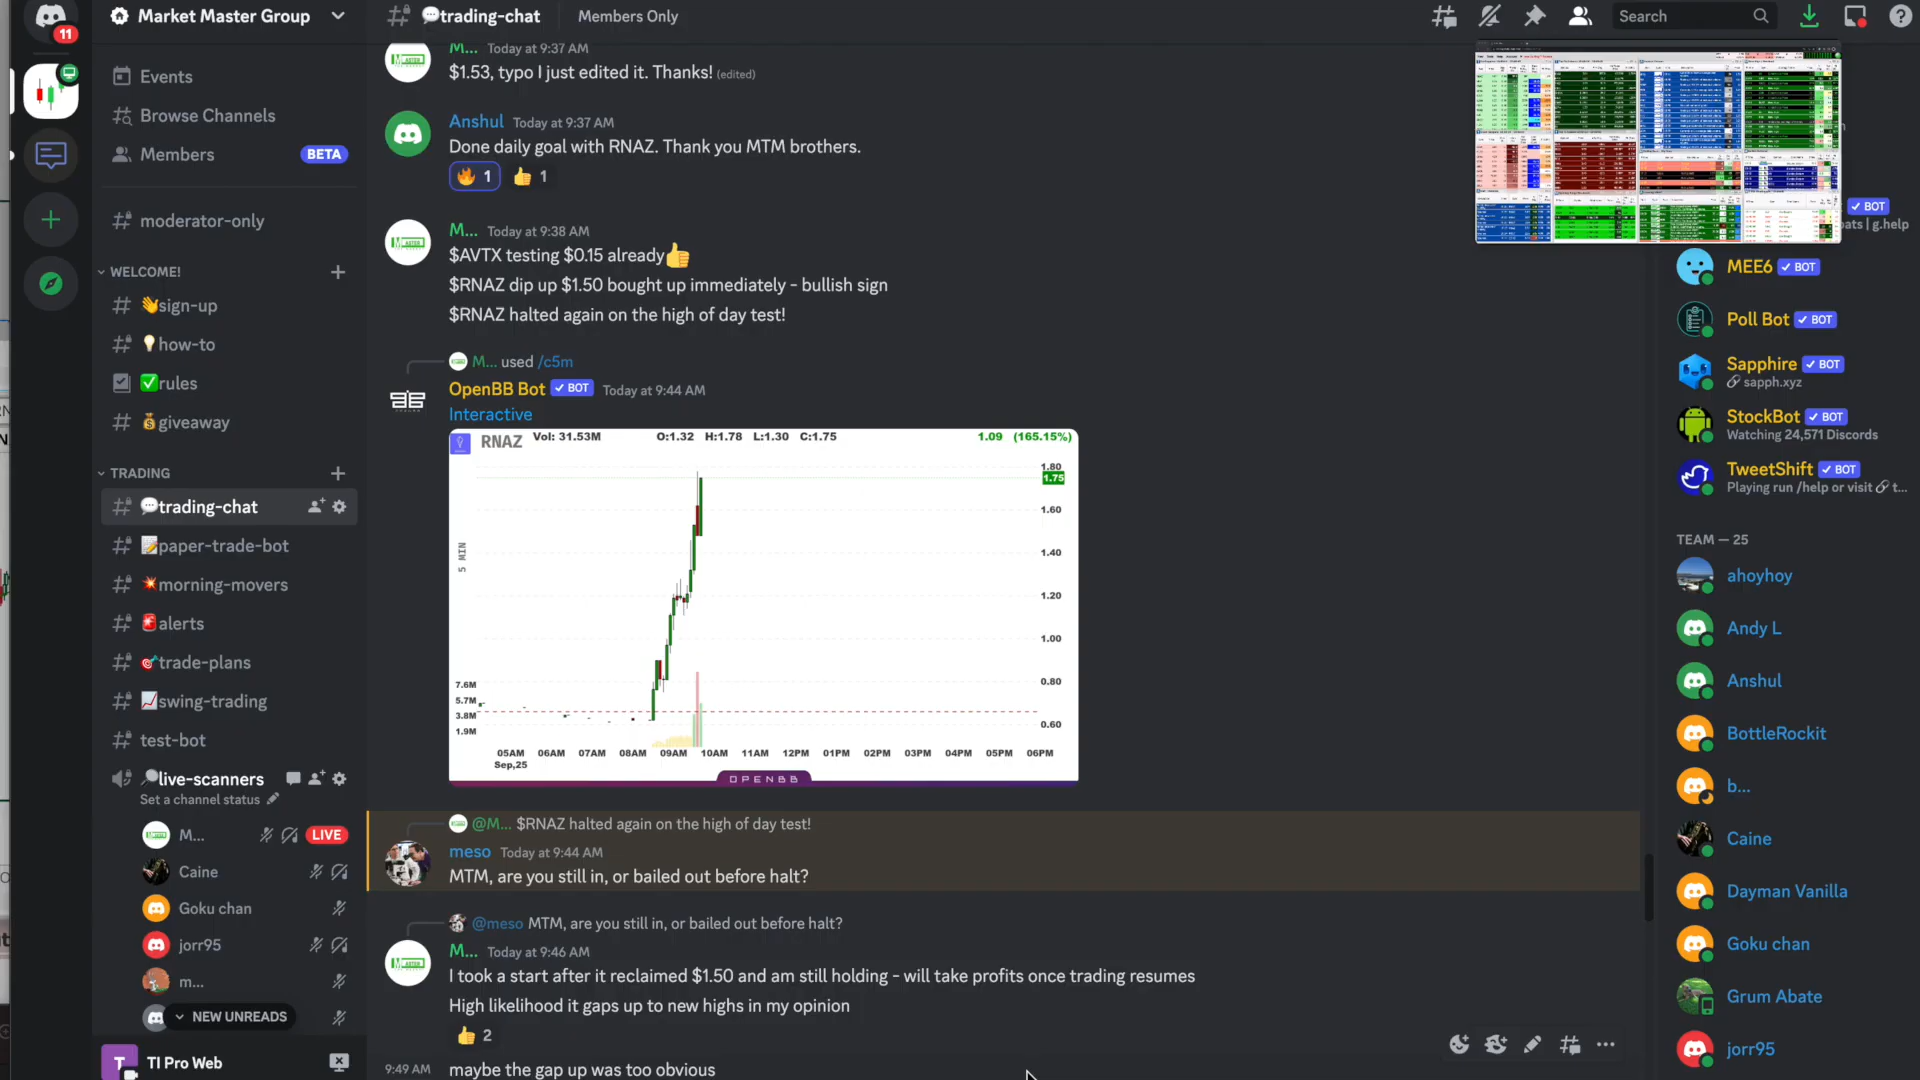 11
Market Master Group
Events
Browse Channels
Members
BETA
moderator-only
WELCOME!
👋sign-up
💡how-to
✅rules
💰giveaway
TRADING
💬trading-chat
📝paper-trade-bot
💥morning-movers
🚨alerts
🎯trade-plans
📈swing-trading
test-bot
live-scanners
Set a channel status
M...
LIVE
Caine
Goku chan
jorr95
m...
NEW UNREADS
T
TI Pro Web
💬trading-chat
Members Only
Search
M... Today at 9:37 AM
$1.53, typo I just edited it. Thanks! (edited)
Anshul Today at 9:37 AM
Done daily goal with RNAZ. Thank you MTM brothers.
🔥 1 👍 1
M... Today at 9:38 AM
$AVTX testing $0.15 already👍
$RNAZ dip up $1.50 bought up immediately - bullish sign
$RNAZ halted again on the high of day test!
M... used /c5m
OpenBB Bot BOT Today at 9:44 AM
Interactive
RNAZ Vol: 31.53M O:1.32 H:1.78 L:1.30 C:1.75 1.09 (165.15%)
1.80
1.75
1.60
1.40
1.20
1.00
0.80
0.60
5 MIN
7.6M
5.7M
3.8M
1.9M
05AM 06AM 07AM 08AM 09AM 10AM 11AM 12PM 01PM 02PM 03PM 04PM 05PM 06PM
Sep,25
OPENBB
@M... $RNAZ halted again on the high of day test!
meso Today at 9:44 AM
MTM, are you still in, or bailed out before halt?
@meso MTM, are you still in, or bailed out before halt?
M... Today at 9:46 AM
I took a start after it reclaimed $1.50 and am still holding - will take profits once trading resumes
High likelihood it gaps up to new highs in my opinion
👍 2
9:49 AM maybe the gap up was too obvious
BOT
| g.help
MEE6 BOT
Poll Bot BOT
Sapphire BOT
sapph.xyz
StockBot BOT
Watching 24,571 Discords
TweetShift BOT
Playing run /help or visit t...
TEAM — 25
ahoyhoy
Andy L
Anshul
BottleRockit
b...
Caine
Dayman Vanilla
Goku chan
Grum Abate
jorr95